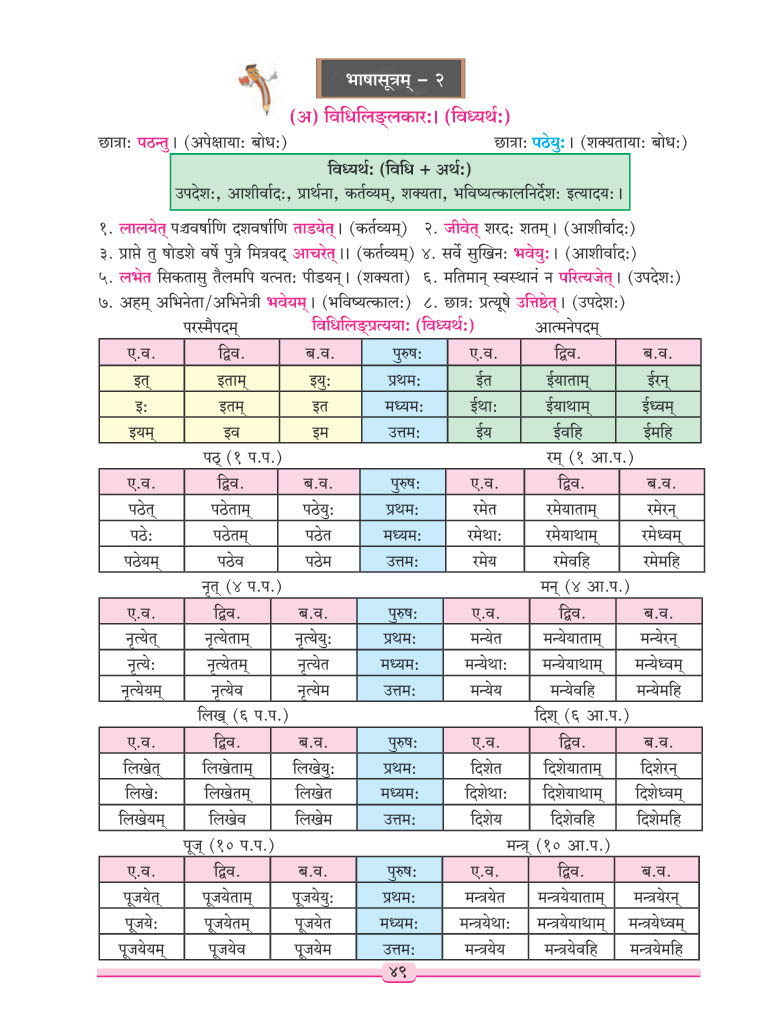 भाषासूत्रम् – २
(अ) विधिलिङ्लकारः। (विध्यर्थः)
छात्राः पठन्तु। (अपेक्षायाः बोधः) छात्राः पठेयुः। (शक्यतायाः बोधः)
विध्यर्थः (विधि + अर्थः)
उपदेशः, आशीर्वादः, प्रार्थना, कर्तव्यम्, शक्यता, भविष्यत्कालनिर्देशः इत्यादयः।
१. लालयेत् पञ्चवर्षाणि दशवर्षाणि ताडयेत्। (कर्तव्यम्) २. जीवेत् शरदः शतम्। (आशीर्वादः)
३. प्राप्ते तु षोडशे वर्षे पुत्रे मित्रवद् आचरेत्।। (कर्तव्यम्) ४. सर्वे सुखिनः भवेयुः। (आशीर्वादः)
५. लभेत सिकतासु तैलमपि यत्नतः पीडयन्। (शक्यता) ६. मतिमान् स्वस्थानं न परित्यजेत्। (उपदेशः)
७. अहम् अभिनेता/अभिनेत्री भवेयम्। (भविष्यत्कालः) ८. छात्रः प्रत्यूषे उत्तिष्ठेत्। (उपदेशः)
परस्मैपदम् विधिलिङ्प्रत्ययाः (विध्यर्थः) आत्मनेपदम्
ए.व. द्विव. ब.व. पुरुषः ए.व. द्विव. ब.व.
इत् इताम् इयुः प्रथमः ईत ईयाताम् ईरन्
इः इतम् इत मध्यमः ईथाः ईयाथाम् ईध्वम्
इयम् इव इम उत्तमः ईय ईवहि ईमहि
पठ् (१ प.प.) रम् (१ आ.प.)
ए.व. द्विव. ब.व. पुरुषः ए.व. द्विव. ब.व.
पठेत् पठेताम् पठेयुः प्रथमः रमेत रमेयाताम् रमेरन्
पठेः पठेतम् पठेत मध्यमः रमेथाः रमेयाथाम् रमेध्वम्
पठेयम् पठेव पठेम उत्तमः रमेय रमेवहि रमेमहि
नृत् (४ प.प.) मन् (४ आ.प.)
ए.व. द्विव. ब.व. पुरुषः ए.व. द्विव. ब.व.
नृत्येत् नृत्येताम् नृत्येयुः प्रथमः मन्येत मन्येयाताम् मन्येरन्
नृत्येः नृत्येतम् नृत्येत मध्यमः मन्येथाः मन्येयाथाम् मन्येध्वम्
नृत्येयम् नृत्येव नृत्येम उत्तमः मन्येय मन्येवहि मन्येमहि
लिख् (६ प.प.) दिश् (६ आ.प.)
ए.व. द्विव. ब.व. पुरुषः ए.व. द्विव. ब.व.
लिखेत् लिखेताम् लिखेयुः प्रथमः दिशेत दिशेयाताम् दिशेरन्
लिखेः लिखेतम् लिखेत मध्यमः दिशेथाः दिशेयाथाम् दिशेध्वम्
लिखेयम् लिखेव लिखेम उत्तमः दिशेय दिशेवहि दिशेमहि
पूज् (१० प.प.) मन्त्र् (१० आ.प.)
ए.व. द्विव. ब.व. पुरुषः ए.व. द्विव. ब.व.
पूजयेत् पूजयेताम् पूजयेयुः प्रथमः मन्त्रयेत मन्त्रयेयाताम् मन्त्रयेरन्
पूजयेः पूजयेतम् पूजयेत मध्यमः मन्त्रयेथाः मन्त्रयेयाथाम् मन्त्रयेध्वम्
पूजयेयम् पूजयेव पूजयेम उत्तमः मन्त्रयेय मन्त्रयेवहि मन्त्रयेमहि
४९